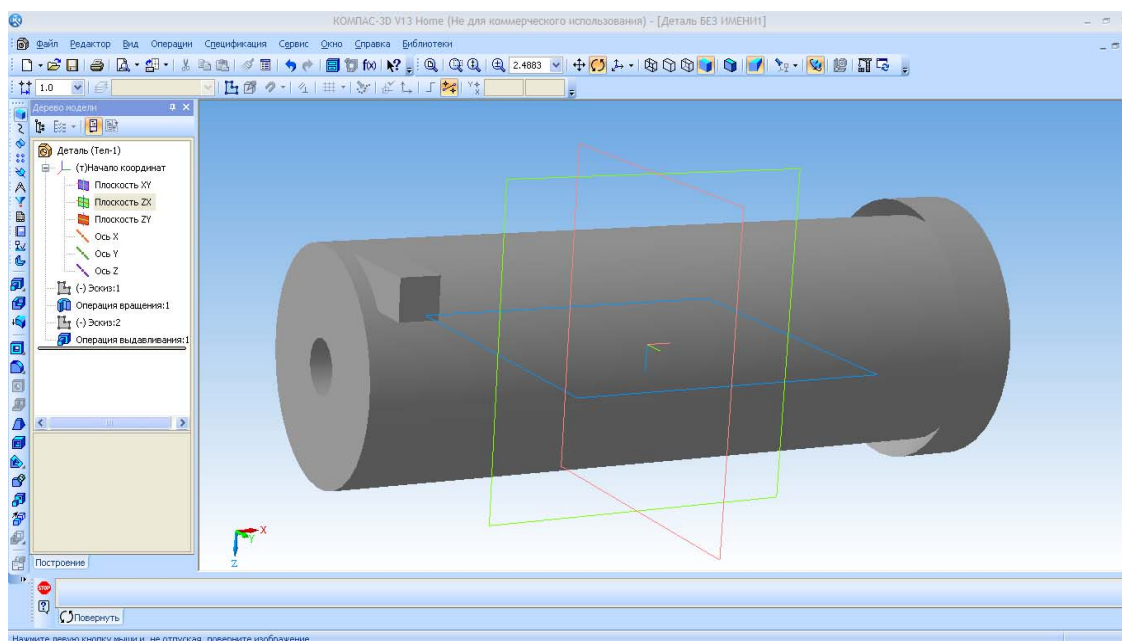 КОМПАС-3D V13 Home (Не для коммерческого использования) - [Деталь БЕЗ ИМЕНИ1]
Файл Редактор Вид Операции Спецификация Сервис Окно Справка Библиотеки
2.4883
1.0
Дерево модели
Деталь (Тел-1)
(т)Начало координат
Плоскость XY
Плоскость ZX
Плоскость ZY
Ось X
Ось Y
Ось Z
(-) Эскиз:1
Операция вращения:1
(-) Эскиз:2
Операция выдавливания:1
X
Y
Z
Построение
STOP
Повернуть
Нажмите левую кнопку мыши и, не отпуская, поверните изображение